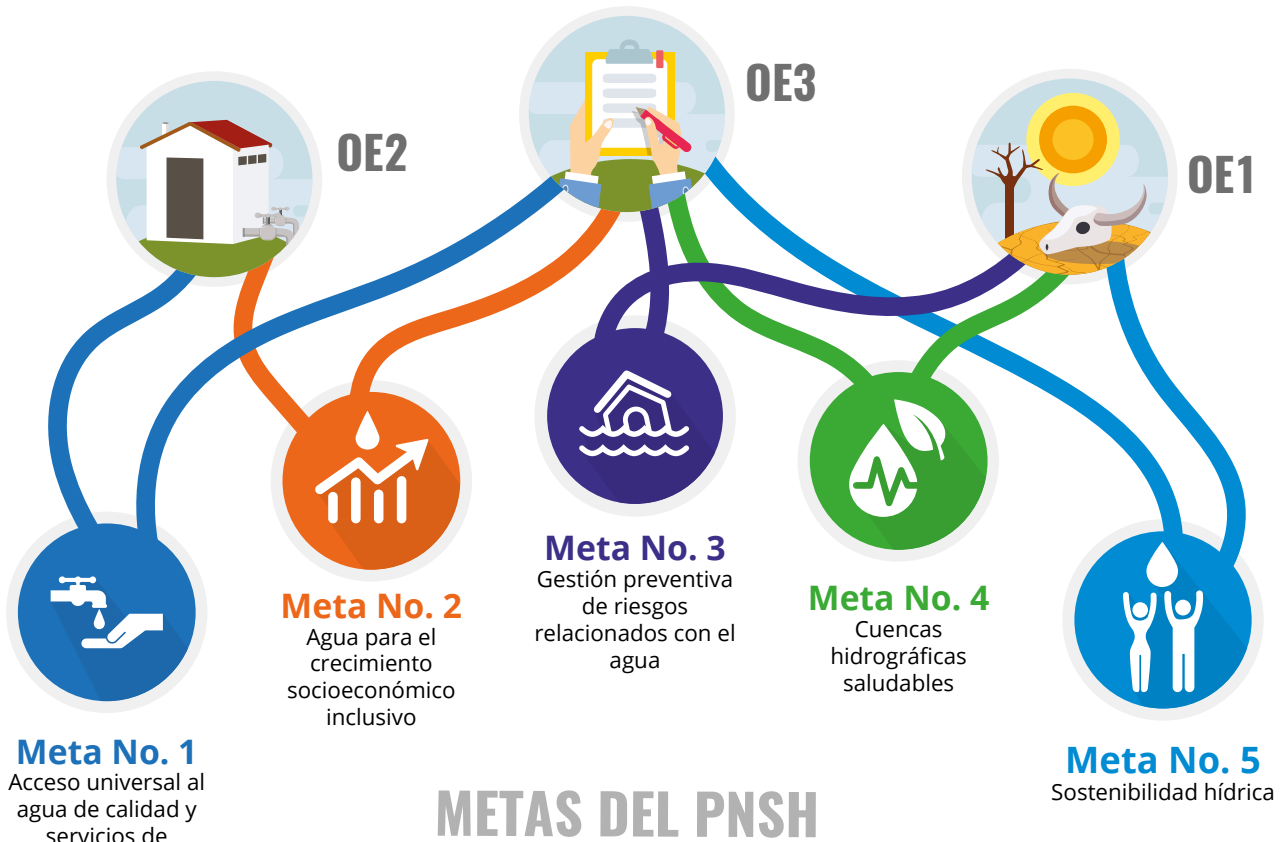 OE3
OE2
OE1
Meta No. 1
Acceso universal al
agua de calidad y
servicios de
Meta No. 2
Agua para el
crecimiento
socioeconómico
inclusivo
Meta No. 3
Gestión preventiva
de riesgos
relacionados con el
agua
Meta No. 4
Cuencas
hidrográficas
saludables
Meta No. 5
Sostenibilidad hídrica
METAS DEL PNSH